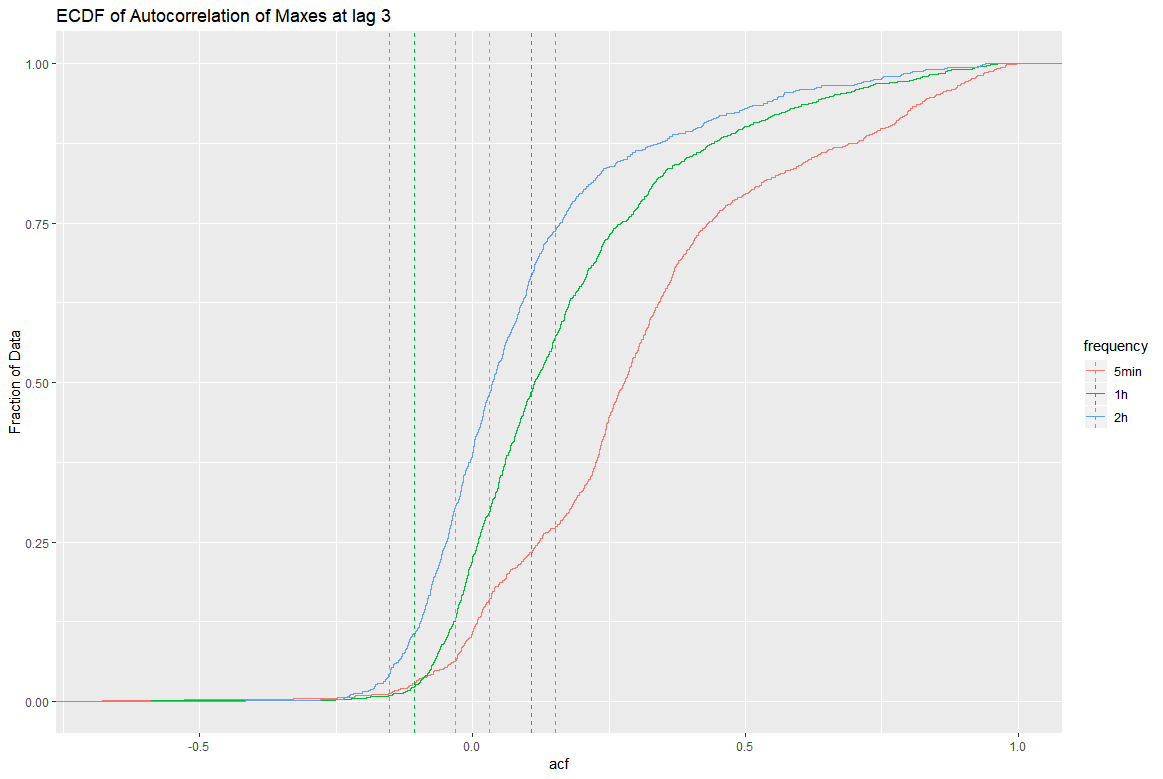 ECDF of Autocorrelation of Maxes at lag 3
1.00
0.75
0.50
0.25
0.00
Fraction of Data
-0.5
0.0
0.5
1.0
acf
frequency
5min
1h
2h